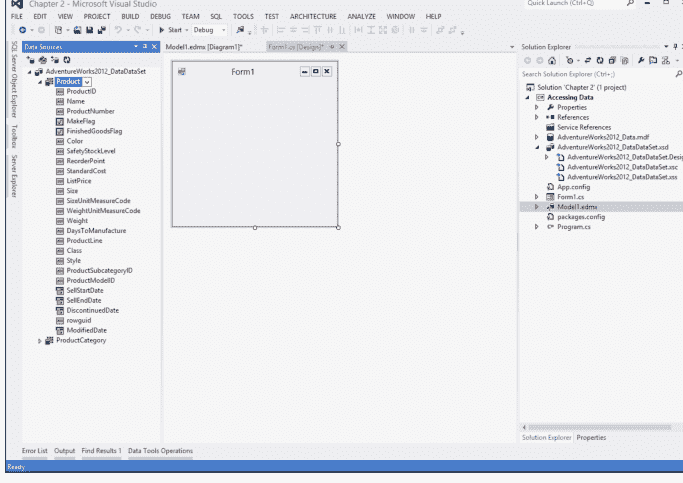 Chapter 2 - Microsoft Visual Studio
Quick Launch (Ctrl+Q)
FILE EDIT VIEW PROJECT BUILD DEBUG TEAM SQL TOOLS TEST ARCHITECTURE ANALYZE WINDOW HELP
Start Debug
SQL Server Object Explorer
Toolbox
Server Explorer
Data Sources
AdventureWorks2012_DataDataSet
Product
ProductID
Name
ProductNumber
MakeFlag
FinishedGoodsFlag
Color
SafetyStockLevel
ReorderPoint
StandardCost
ListPrice
Size
SizeUnitMeasureCode
WeightUnitMeasureCode
Weight
DaysToManufacture
ProductLine
Class
Style
ProductSubcategoryID
ProductModelID
SellStartDate
SellEndDate
DiscontinuedDate
rowguid
ModifiedDate
ProductCategory
Model1.edmx [Diagram1]* Form1.cs [Design]*
Form1
Solution Explorer
Search Solution Explorer (Ctrl+;)
Solution 'Chapter 2' (1 project)
Accessing Data
Properties
References
Service References
AdventureWorks2012_Data.mdf
AdventureWorks2012_DataDataSet.xsd
AdventureWorks2012_DataDataSet.Desig
AdventureWorks2012_DataDataSet.xsc
AdventureWorks2012_DataDataSet.xss
App.config
Form1.cs
Model1.edmx
packages.config
Program.cs
Solution Explorer Properties
Error List Output Find Results 1 Data Tools Operations
Ready